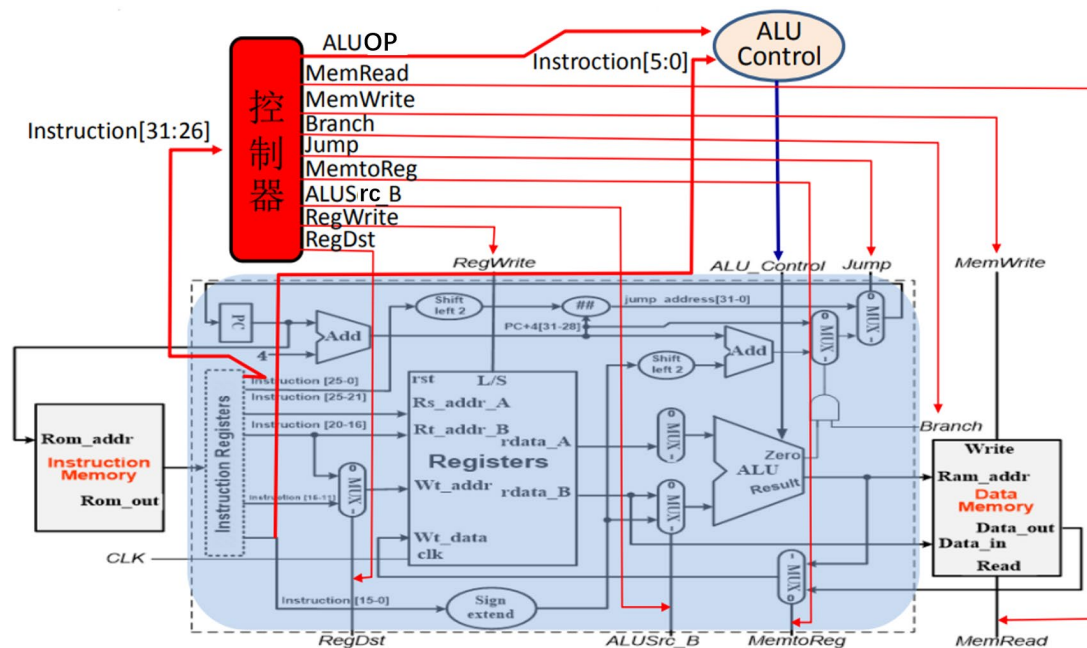 ALUOP
ALU
Control
Instroction[5:0]
MemRead
MemWrite
Branch
Jump
MemtoReg
ALUSrc_B
RegWrite
RegDst
控制器
Instruction[31:26]
RegWrite
ALU_Control
Jump
MemWrite
PC
Add
4
Shift
left 2
##
jump address[31-0]
PC+4[31-28]
Shift
left 2
Add
MUX
MUX
Instruction Registers
Instruction [25-0]
Instruction [25-21]
Instruction [20-16]
Instruction [15-0]
rst
L/S
Rs_addr_A
Rt_addr_B
rdata_A
Registers
Wt_addr
rdata_B
Wt_data
clk
MUX
MUX
MUX
MUX
Zero
ALU
Result
Branch
Rom_addr
Instruction
Memory
Rom_out
CLK
Write
Ram_addr
Data
Memory
Data_out
Data_in
Read
Sign
extend
RegDst
ALUSrc_B
MemtoReg
MemRead